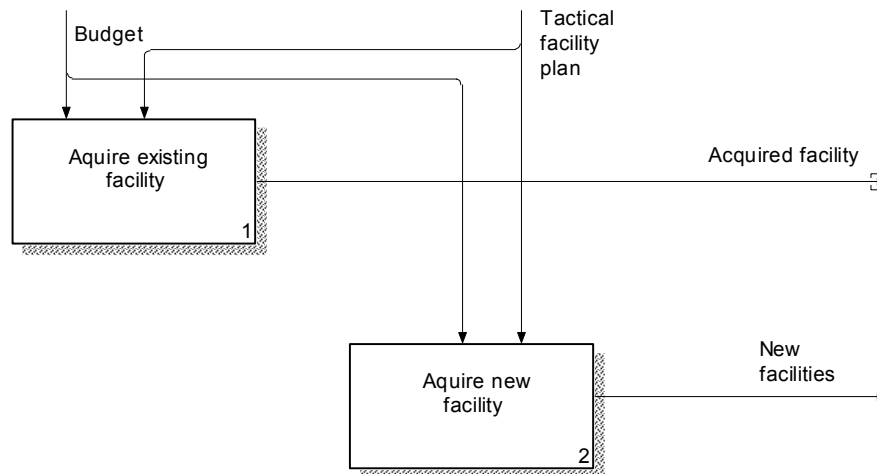 Budget
Tactical
facility
plan
Aquire existing
facility
1
Acquired facility
Aquire new
facility
2
New
facilities